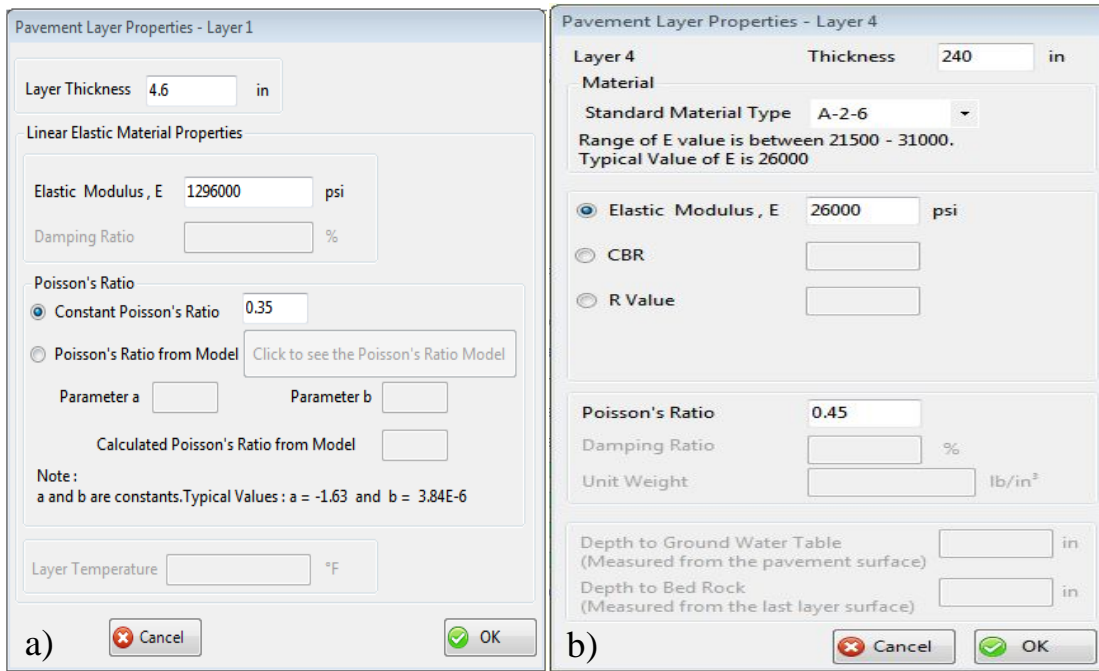 Pavement Layer Properties - Layer 1
Layer Thickness 4.6 in
Linear Elastic Material Properties
Elastic Modulus , E 1296000 psi
Damping Ratio %
Poisson's Ratio
Constant Poisson's Ratio 0.35
Poisson's Ratio from Model Click to see the Poisson's Ratio Model
Parameter a Parameter b
Calculated Poisson's Ratio from Model
Note :
a and b are constants.Typical Values : a = -1.63 and b = 3.84E-6
Layer Temperature °F
a) Cancel OK
Pavement Layer Properties - Layer 4
Layer 4 Thickness 240 in
Material
Standard Material Type A-2-6
Range of E value is between 21500 - 31000.
Typical Value of E is 26000
Elastic Modulus , E 26000 psi
CBR
R Value
Poisson's Ratio 0.45
Damping Ratio %
Unit Weight lb/in³
Depth to Ground Water Table in
(Measured from the pavement surface)
Depth to Bed Rock in
(Measured from the last layer surface)
b) Cancel OK